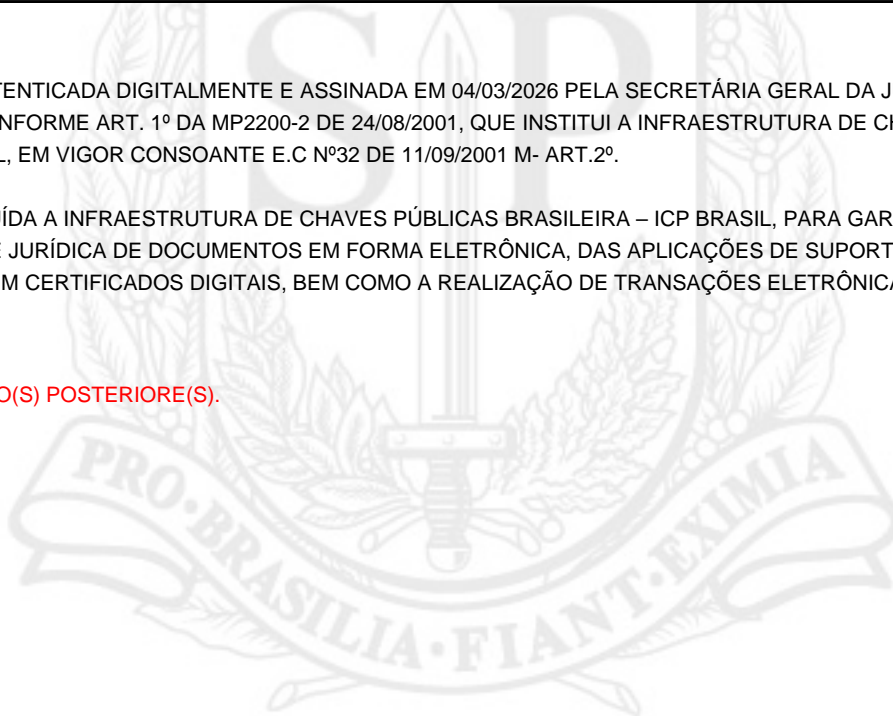 TENTICADA DIGITALMENTE E ASSINADA EM 04/03/2026 PELA SECRETÁRIA GERAL DA J
NFORME ART. 1º DA MP2200-2 DE 24/08/2001, QUE INSTITUI A INFRAESTRUTURA DE CH
L, EM VIGOR CONSOANTE E.C Nº32 DE 11/09/2001 M- ART.2º.
UÍDA A INFRAESTRUTURA DE CHAVES PÚBLICAS BRASILEIRA – ICP BRASIL, PARA GAR
E JURÍDICA DE DOCUMENTOS EM FORMA ELETRÔNICA, DAS APLICAÇÕES DE SUPORT
M CERTIFICADOS DIGITAIS, BEM COMO A REALIZAÇÃO DE TRANSAÇÕES ELETRÔNICA
O(S) POSTERIORE(S).
SP
PRO·BRASILIA·FIANT·EXIMIA